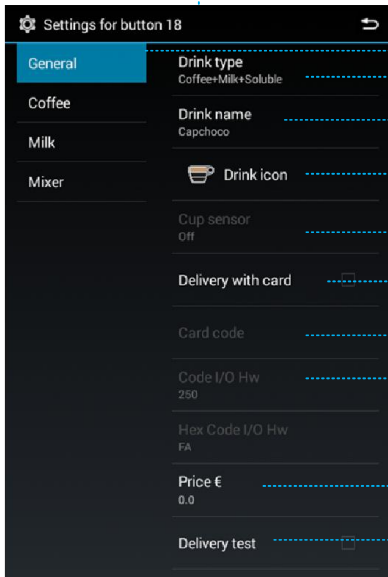 Settings for button 18
General
Coffee
Milk
Mixer
Drink type
Coffee+Milk+Soluble
Drink name
Capchoco
Drink icon
Cup sensor
Off
Delivery with card
Card code
Code I/O Hw
250
Hex Code I/O Hw
FA
Price €
0.0
Delivery test